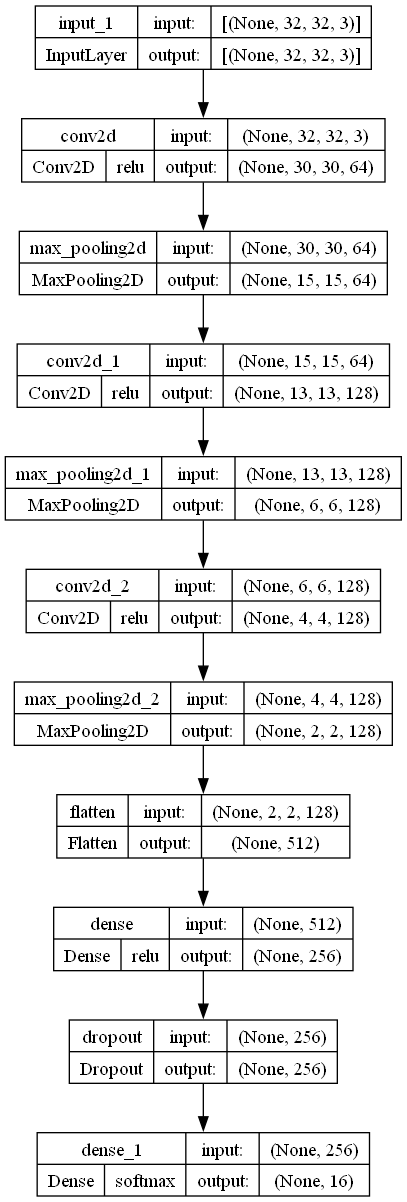 input_1 input: [(None, 32, 32, 3)]
InputLayer output: [(None, 32, 32, 3)]
conv2d input: (None, 32, 32, 3)
Conv2D relu output: (None, 30, 30, 64)
max_pooling2d input: (None, 30, 30, 64)
MaxPooling2D output: (None, 15, 15, 64)
conv2d_1 input: (None, 15, 15, 64)
Conv2D relu output: (None, 13, 13, 128)
max_pooling2d_1 input: (None, 13, 13, 128)
MaxPooling2D output: (None, 6, 6, 128)
conv2d_2 input: (None, 6, 6, 128)
Conv2D relu output: (None, 4, 4, 128)
max_pooling2d_2 input: (None, 4, 4, 128)
MaxPooling2D output: (None, 2, 2, 128)
flatten input: (None, 2, 2, 128)
Flatten output: (None, 512)
dense input: (None, 512)
Dense relu output: (None, 256)
dropout input: (None, 256)
Dropout output: (None, 256)
dense_1 input: (None, 256)
Dense softmax output: (None, 16)